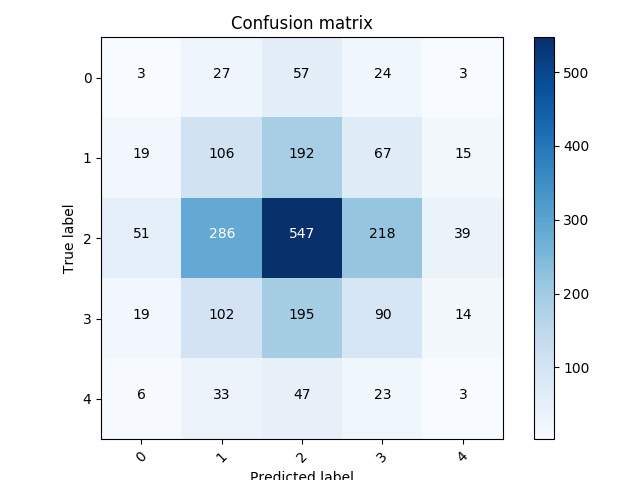 Confusion matrix
0 3 27 57 24 3
1 19 106 192 67 15
2 51 286 547 218 39
3 19 102 195 90 14
4 6 33 47 23 3
0 1 2 3 4
True label
Predicted label
500
400
300
200
100